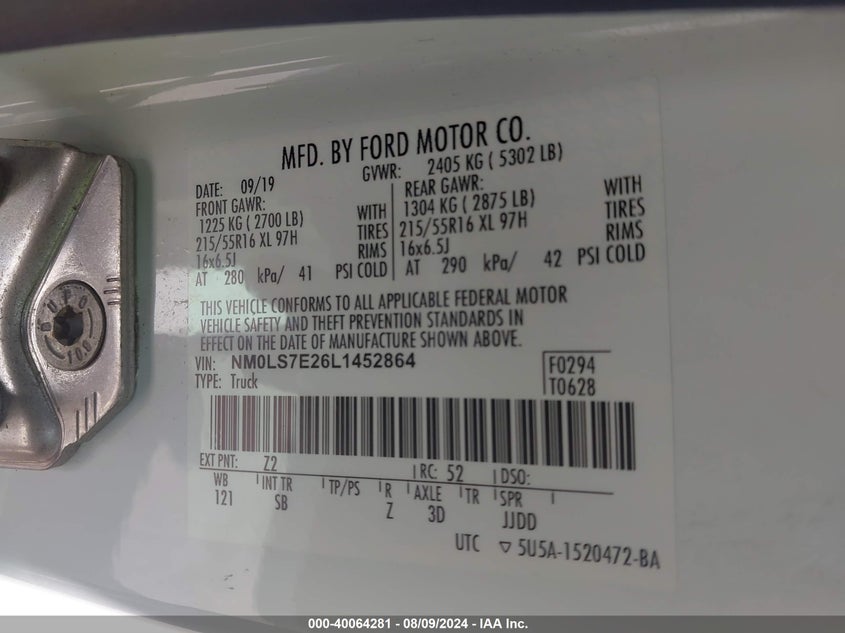 MFD. BY FORD MOTOR CO.
GVWR: 2405 KG ( 5302 LB)
DATE: 09/19
FRONT GAWR:
1225 KG ( 2700 LB) WITH
215/55R16 XL 97H TIRES
16x6.5J RIMS
AT 280 kPa/ 41 PSI COLD
REAR GAWR: WITH
1304 KG ( 2875 LB) TIRES
215/55R16 XL 97H RIMS
16x6.5J
AT 290 kPa/ 42 PSI COLD
THIS VEHICLE CONFORMS TO ALL APPLICABLE FEDERAL MOTOR
VEHICLE SAFETY AND THEFT PREVENTION STANDARDS IN
EFFECT ON THE DATE OF MANUFACTURE SHOWN ABOVE.
VIN: NM0LS7E26L1452864
TYPE: Truck
F0294
T0628
EXT PNT: Z2 RC: 52 DSO:
WB INT TR TP/PS R AXLE TR SPR
121 SB Z 3D JJDD
UTC ▽ 5U5A-1520472-BA
000-40064281 - 08/09/2024 - IAA Inc.